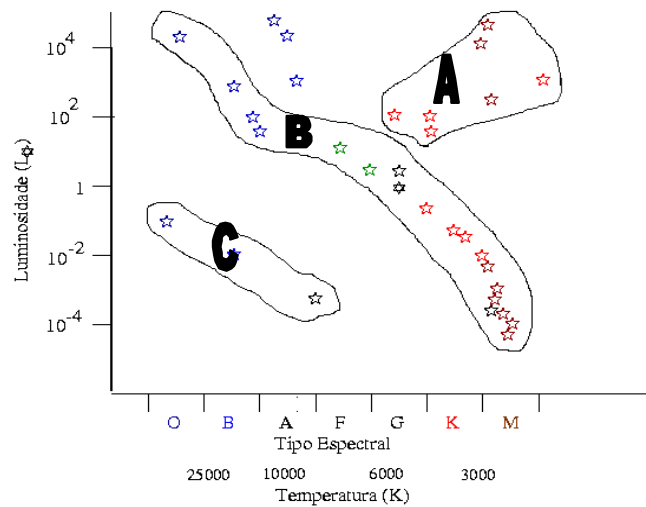 10^4
A
10^2
B
1
Luminosidade (L✡)
10^-2
C
10^-4
O B A F G K M
Tipo Espectral
25000 10000 6000 3000
Temperatura (K)